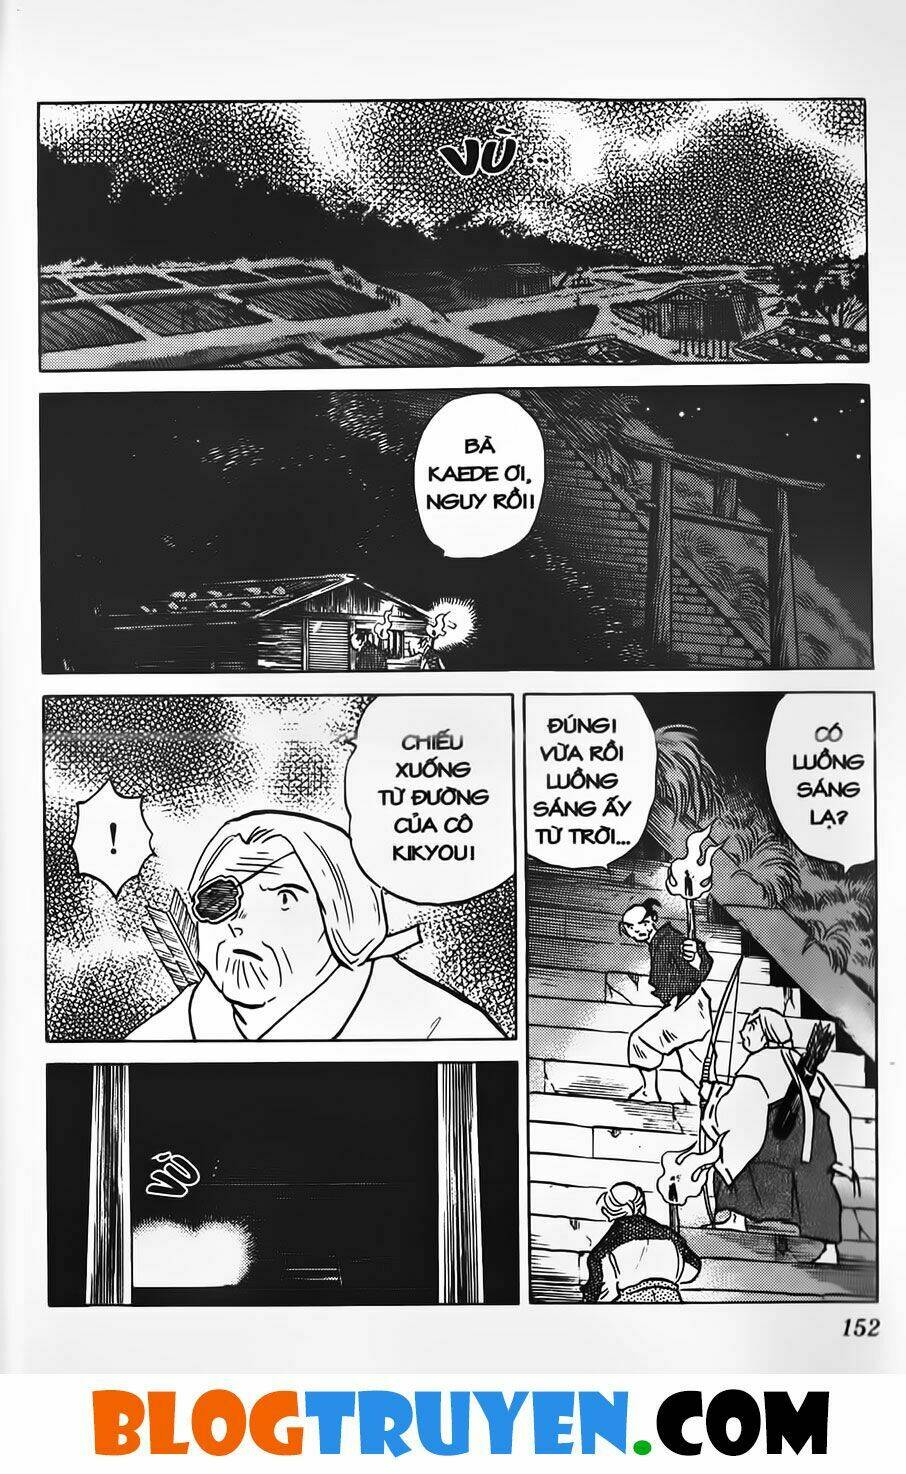 VÙ...
BÀ
KAEDE ƠI,
NGUY RỒI!
CÓ
LUỒNG
SÁNG
LẠ?
ĐÚNG!
VỪA RỒI
LUỒNG
SÁNG ẤY
TỪ TRỜI...
CHIẾU
XUỐNG
TỪ ĐƯỜNG
CỦA CÔ
KIKYOU!
!
VÙ
152
BLOGTRUYEN.COM